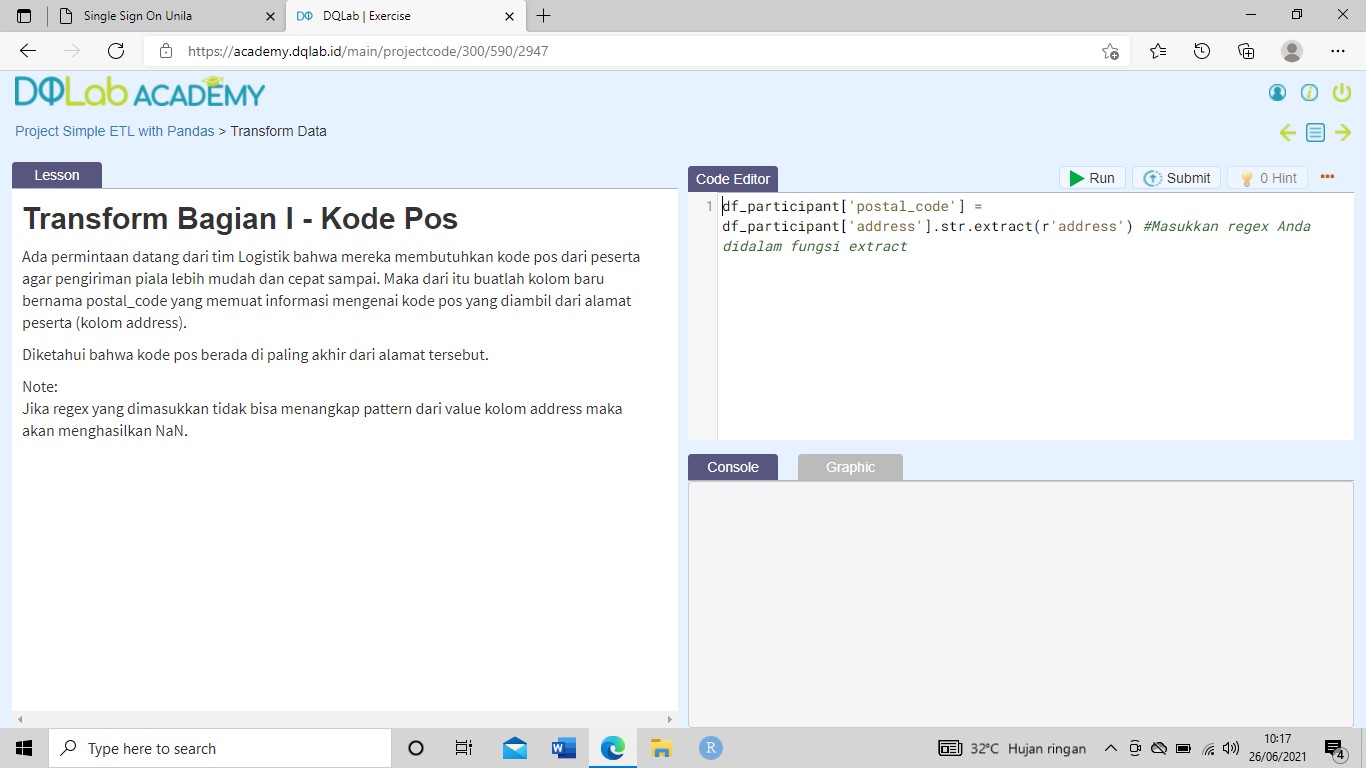 Single Sign On Unila
DQLab | Exercise
https://academy.dqlab.id/main/projectcode/300/590/2947
DQLab ACADEMY
Project Simple ETL with Pandas > Transform Data
Lesson
Transform Bagian I - Kode Pos
Ada permintaan datang dari tim Logistik bahwa mereka membutuhkan kode pos dari peserta
agar pengiriman piala lebih mudah dan cepat sampai. Maka dari itu buatlah kolom baru
bernama postal_code yang memuat informasi mengenai kode pos yang diambil dari alamat
peserta (kolom address).
Diketahui bahwa kode pos berada di paling akhir dari alamat tersebut.
Note:
Jika regex yang dimasukkan tidak bisa menangkap pattern dari value kolom address maka
akan menghasilkan NaN.
Code Editor
Run
Submit
0 Hint
1 df_participant['postal_code'] =
df_participant['address'].str.extract(r'address') #Masukkan regex Anda
didalam fungsi extract
Console
Graphic
Type here to search
W
R
32°C Hujan ringan
10:17
26/06/2021
4